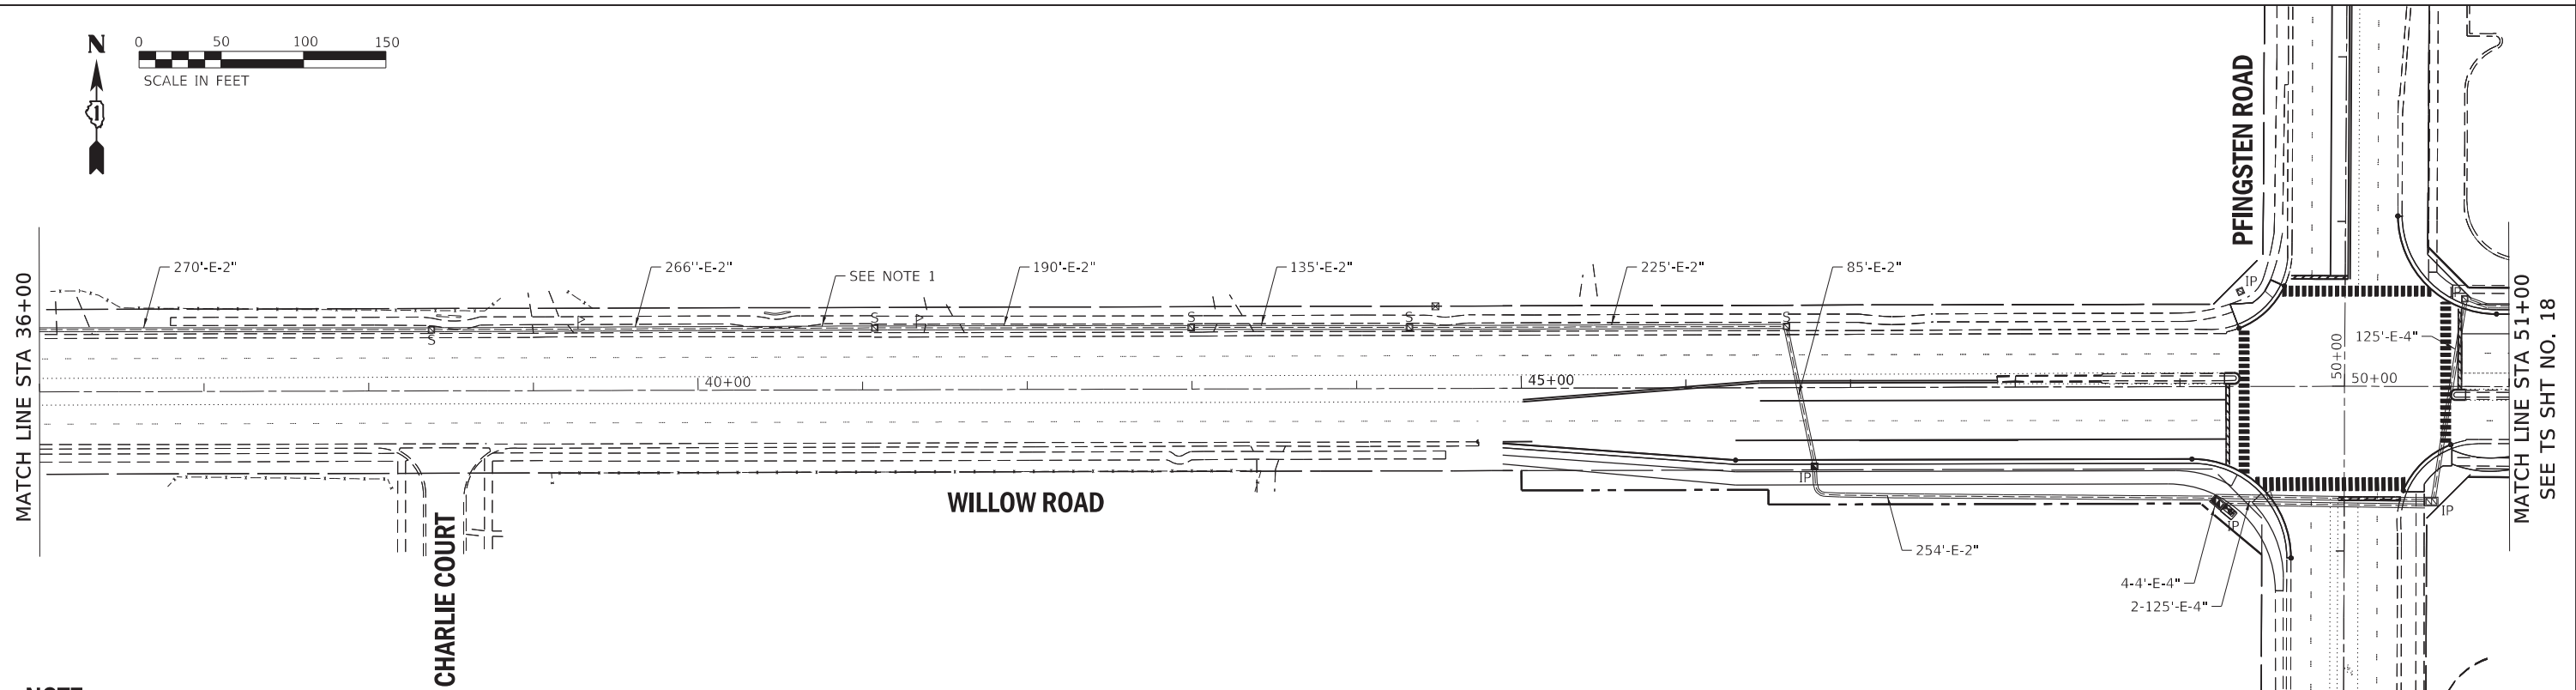 N
0 50 100 150
SCALE IN FEET
1
PFINGSTEN ROAD
MATCH LINE STA 36+00
270'-E-2"
266''-E-2"
SEE NOTE 1
190'-E-2"
135'-E-2"
225'-E-2"
85'-E-2"
IP
IP
S
S
S
S
S
P
P
125'-E-4"
40+00
45+00
50+00
50+00
MATCH LINE STA 51+00
SEE TS SHT NO. 18
IP
WILLOW ROAD
IP
IP
254'-E-2"
4-4'-E-4"
2-125'-E-4"
CHARLIE COURT